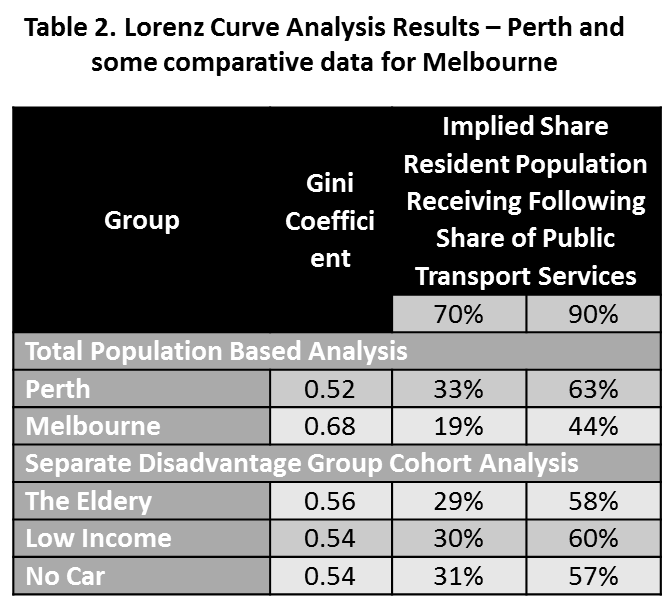 Table 2. Lorenz Curve Analysis Results – Perth and
some comparative data for Melbourne
Group
Gini
Coeffici
ent
Implied Share
Resident Population
Receiving Following
Share of Public
Transport Services
70% 90%
Total Population Based Analysis
Perth 0.52 33% 63%
Melbourne 0.68 19% 44%
Separate Disadvantage Group Cohort Analysis
The Eldery 0.56 29% 58%
Low Income 0.54 30% 60%
No Car 0.54 31% 57%